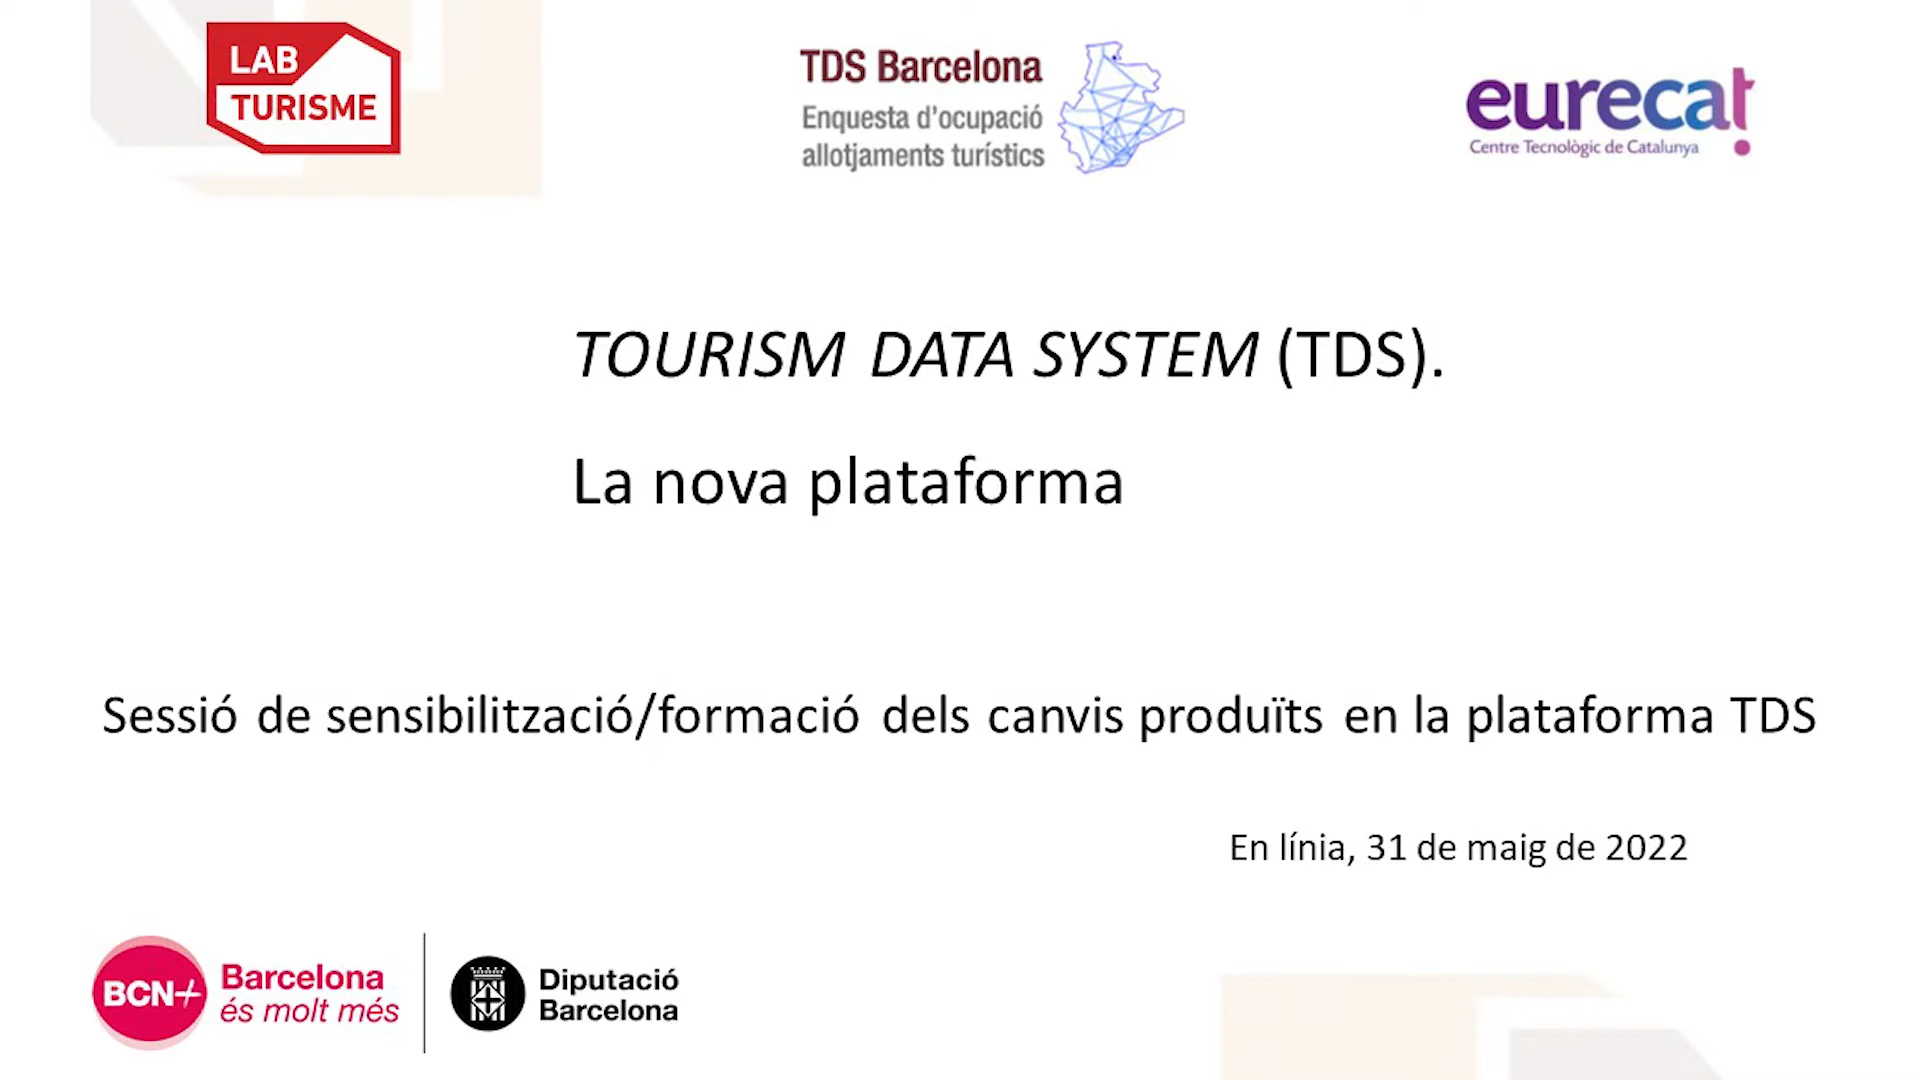 LAB
TURISME
TDS Barcelona
Enquesta d'ocupació
allotjaments turístics
eurecat
Centre Tecnològic de Catalunya
TOURISM DATA SYSTEM (TDS).
La nova plataforma
Sessió de sensibilització/formació dels canvis produïts en la plataforma TDS
En línia, 31 de maig de 2022
BCN+
Barcelona
és molt més
Diputació
Barcelona